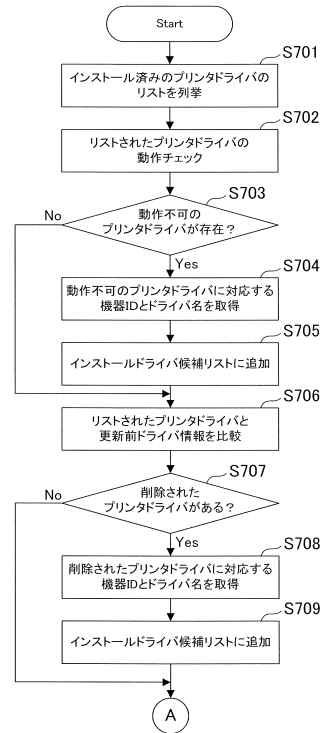 Start
S701
インストール済みのプリンタドライバの
リストを列挙
S702
リストされたプリンタドライバの
動作チェック
S703
No
動作不可の
プリンタドライバが存在?
Yes
S704
動作不可のプリンタドライバに対応する
機器IDとドライバ名を取得
S705
インストールドライバ候補リストに追加
S706
リストされたプリンタドライバと
更新前ドライバ情報を比較
S707
No
削除された
プリンタドライバがある?
Yes
S708
削除されたプリンタドライバに対応する
機器IDとドライバ名を取得
S709
インストールドライバ候補リストに追加
A